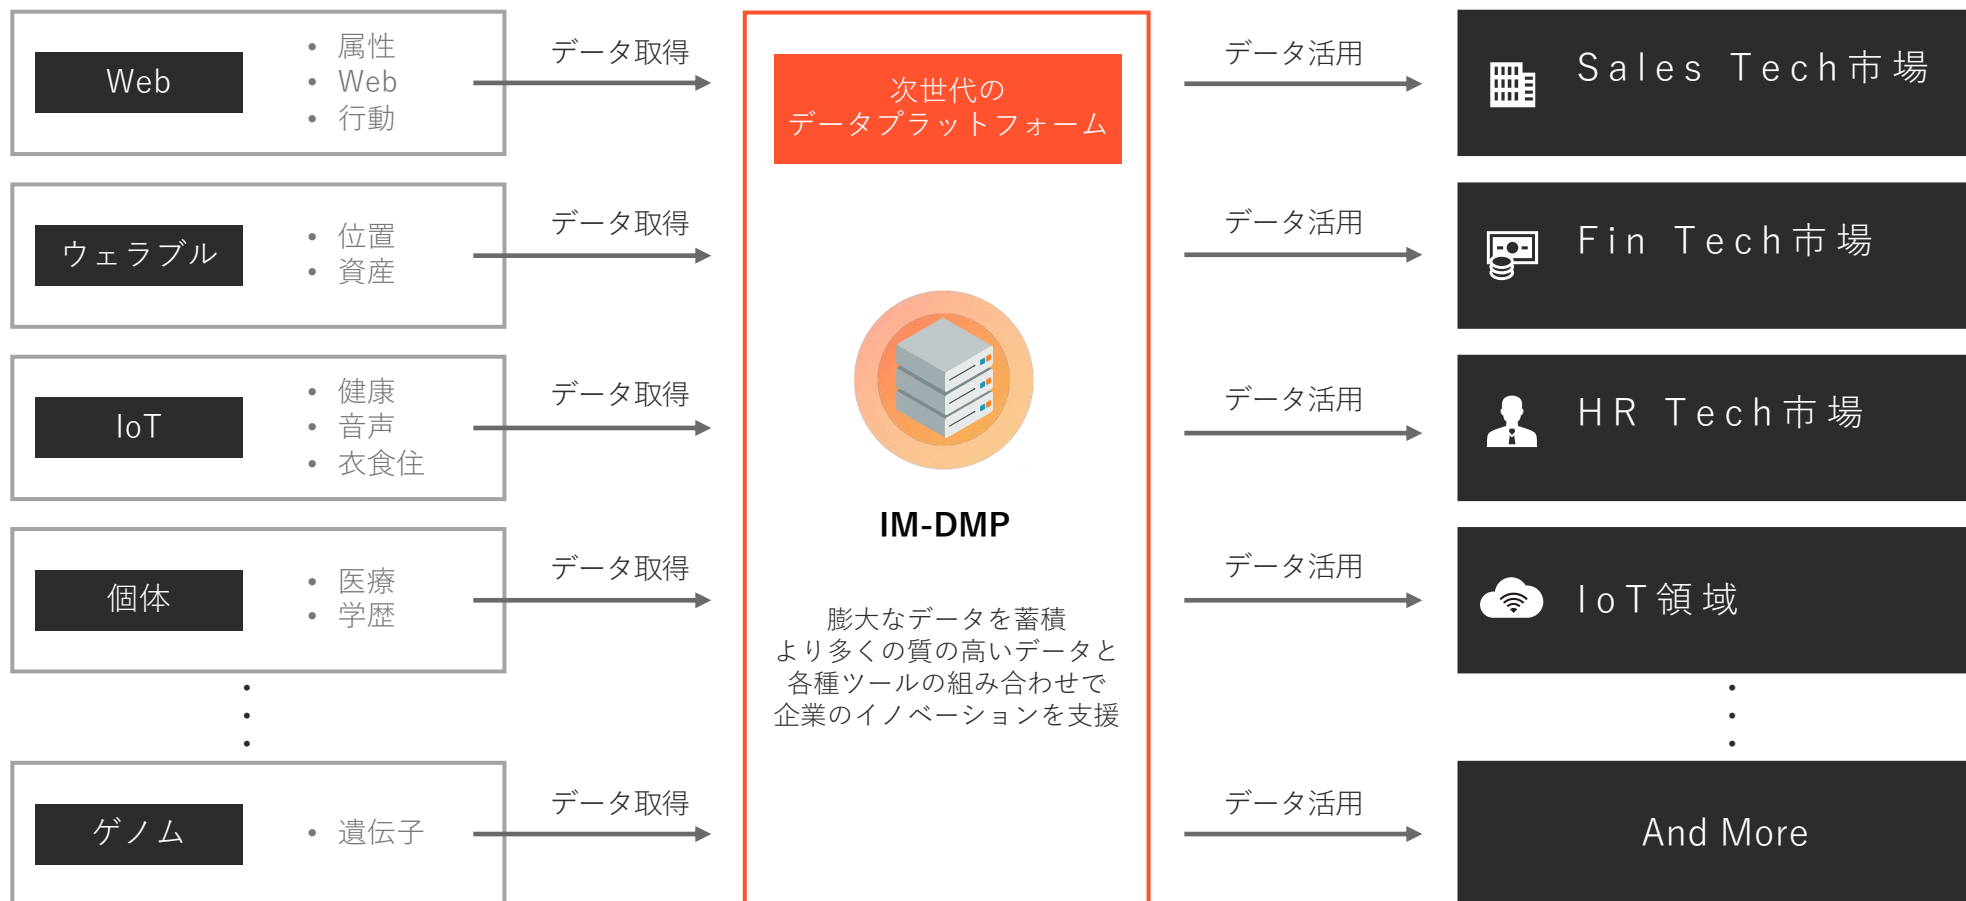 Web
• 属性
• Web
• 行動
データ取得
ウェラブル
• 位置
• 資産
データ取得
IoT
• 健康
• 音声
• 衣食住
データ取得
個体
• 医療
• 学歴
データ取得
ゲノム
• 遺伝子
データ取得
次世代の
データプラットフォーム
IM-DMP
膨大なデータを蓄積
より多くの質の高いデータと
各種ツールの組み合わせで
企業のイノベーションを支援
データ活用
Sales Tech市場
データ活用
Fin Tech市場
データ活用
HR Tech市場
データ活用
IoT領域
データ活用
And More